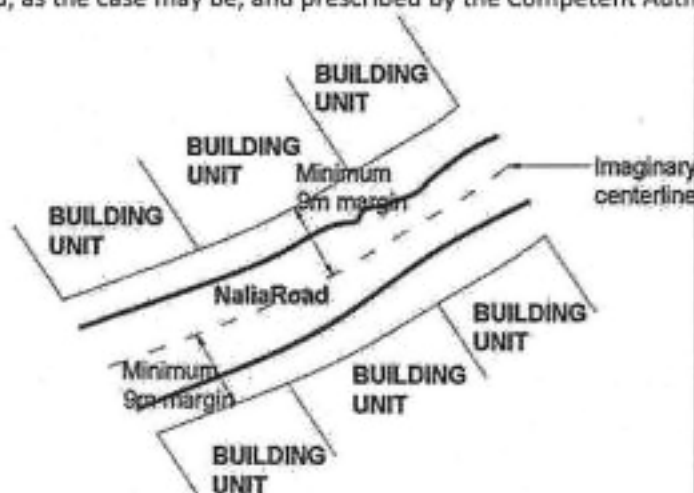 d, as the case may be, and prescribed by the Competent Auth
BUILDING
UNIT
BUILDING
UNIT
Minimum
9m margin
Imaginary
centerline
BUILDING
UNIT
NaliaRoad
BUILDING
UNIT
Minimum
9m margin
BUILDING
UNIT
BUILDING
UNIT